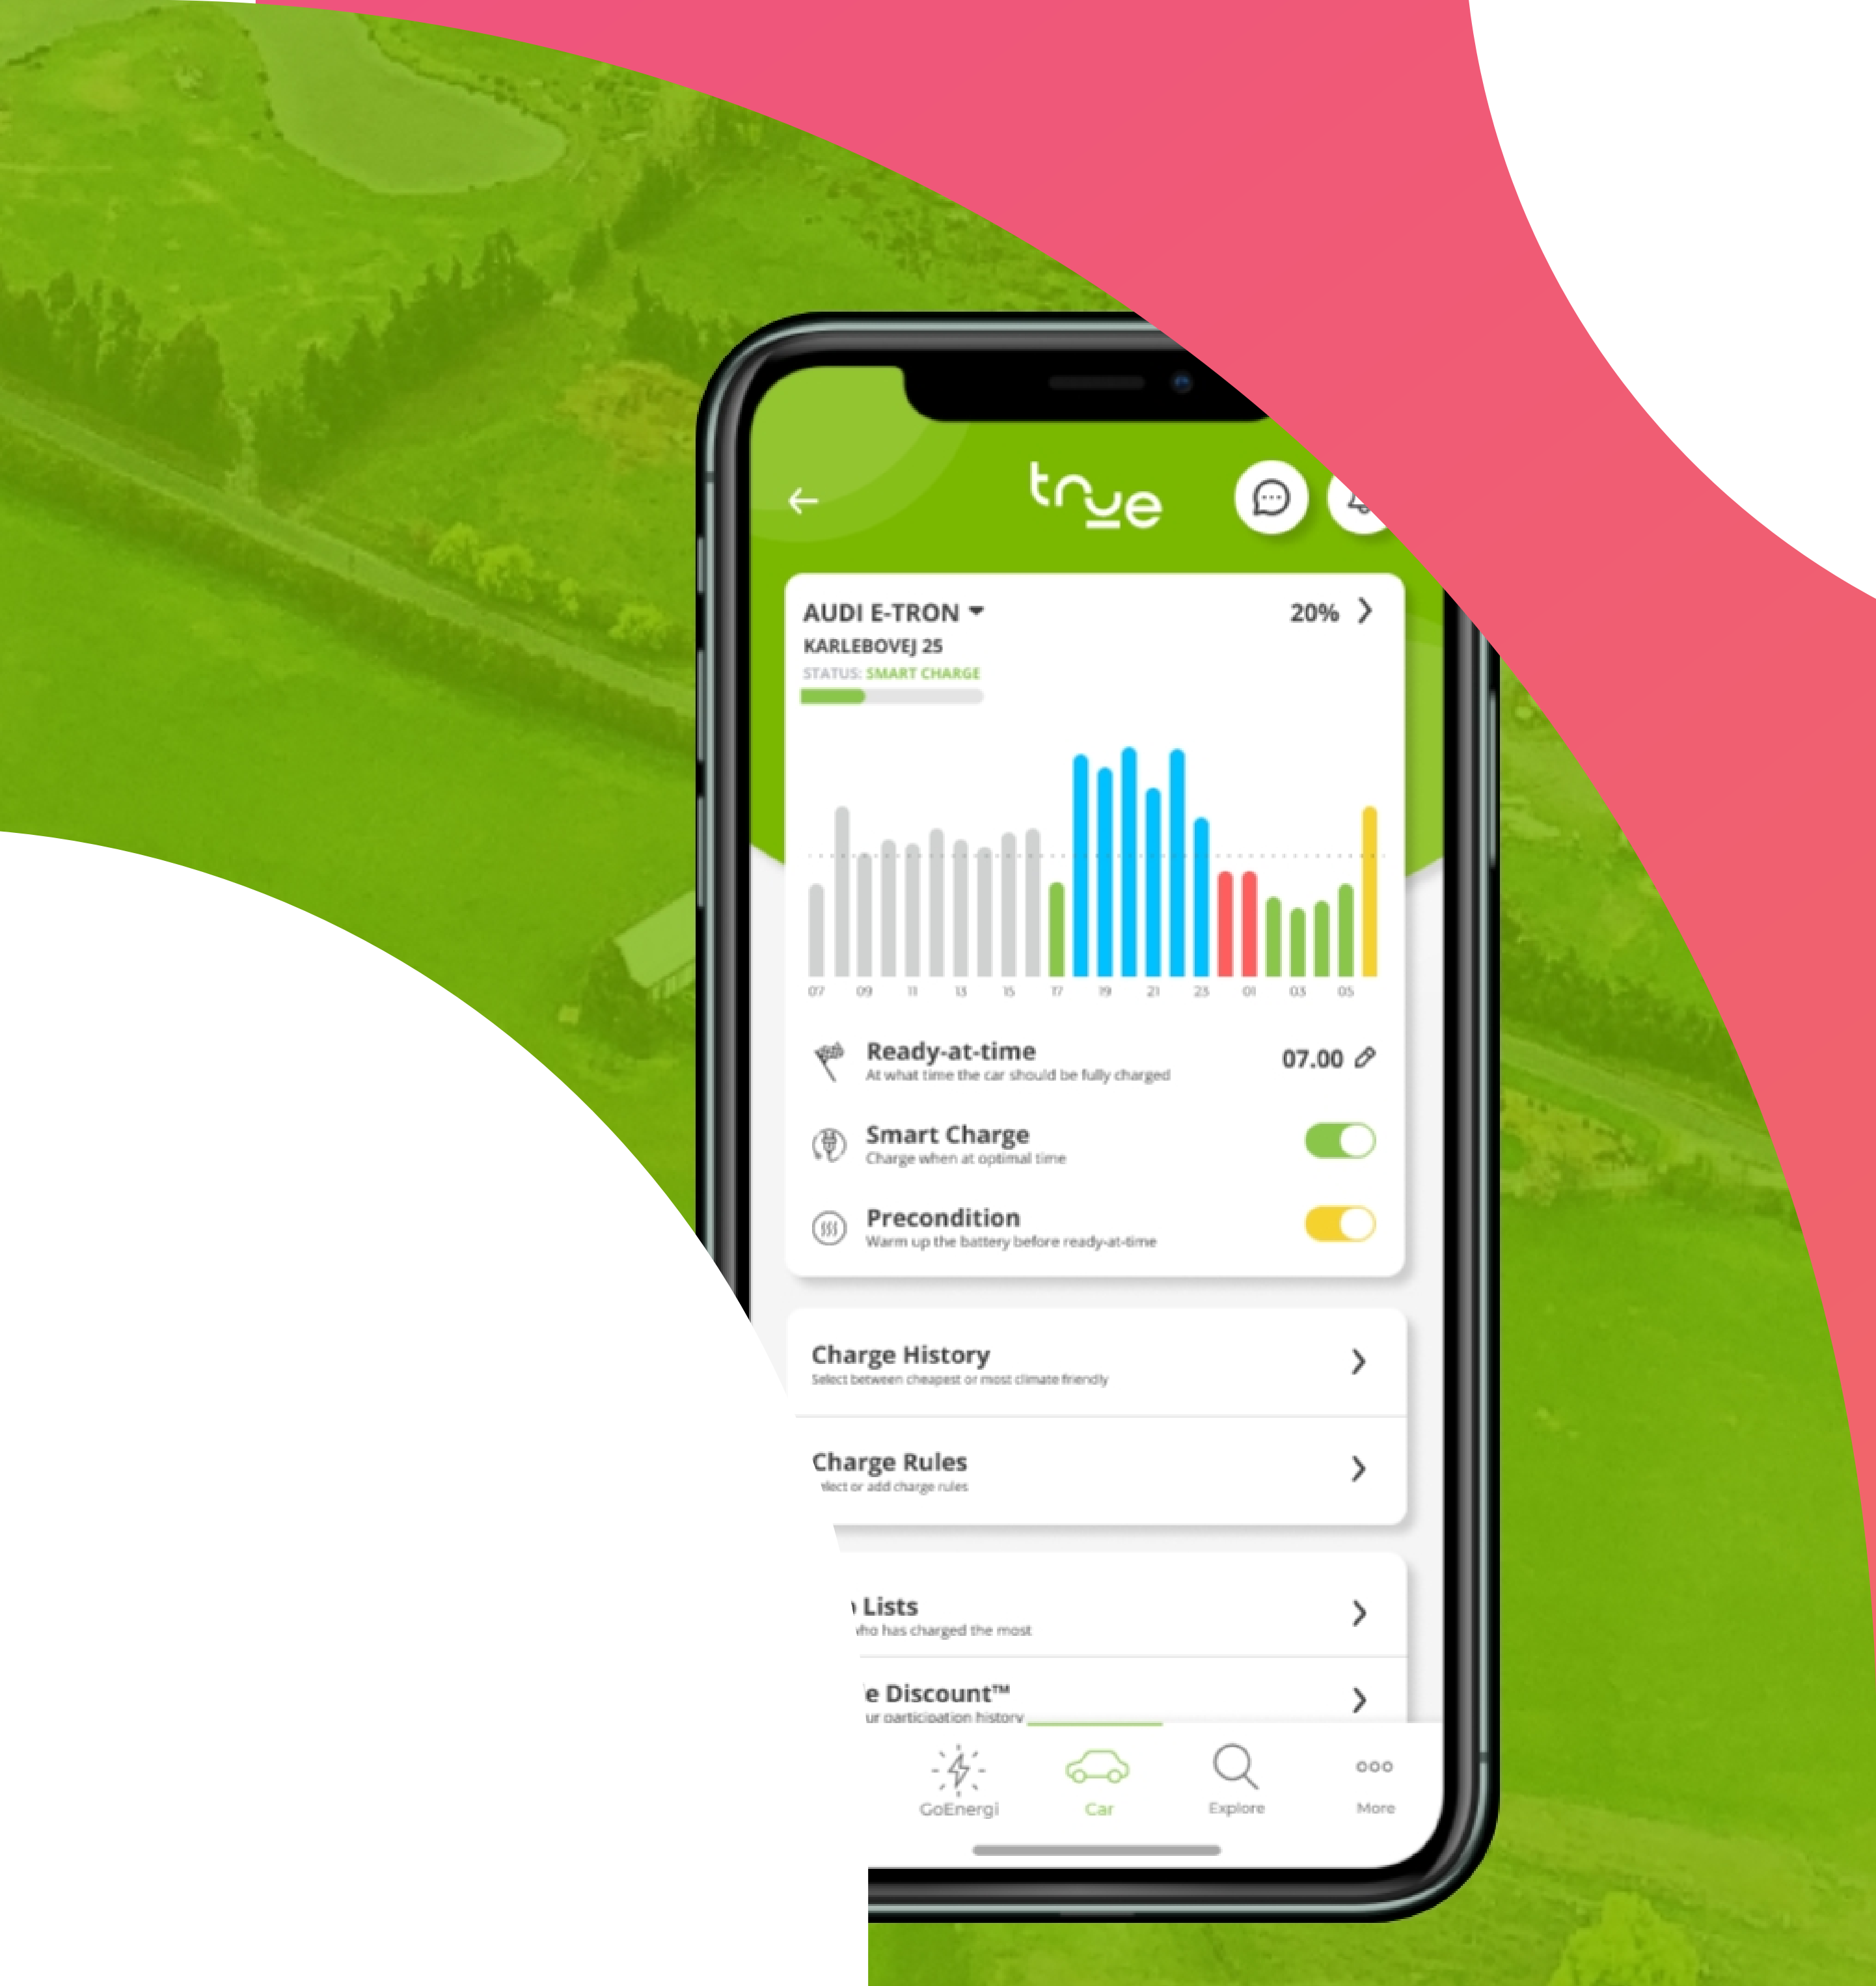 true
AUDI E-TRON 20%
KARLEBOVEJ 25
STATUS: SMART CHARGE
07 09 11 13 15 17 19 21 23 01 03 05
Ready-at-time 07.00
At what time the car should be fully charged
Smart Charge
Charge when at optimal time
Precondition
Warm up the battery before ready-at-time
Charge History
Select between cheapest or most climate friendly
Charge Rules
or add charge rules
Lists
has charged the most
Discount™
participation history
GoEnergi Car Explore More